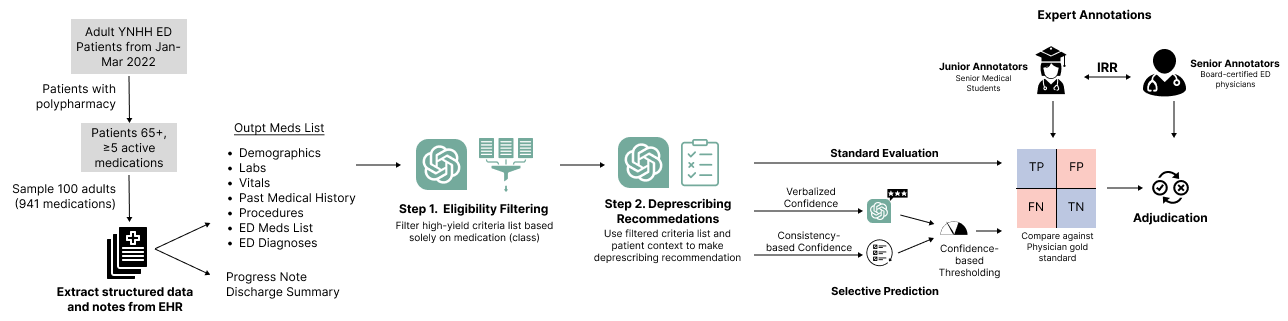 Adult YNHH ED
Patients from Jan-
Mar 2022
Patients with
polypharmacy
Patients 65+,
≥5 active
medications
Sample 100 adults
(941 medications)
Extract structured data
and notes from EHR
Outpt Meds List
• Demographics
• Labs
• Vitals
• Past Medical History
• Procedures
• ED Meds List
• ED Diagnoses
Progress Note
Discharge Summary
Step 1. Eligibility Filtering
Filter high-yield criteria list based
solely on medication (class)
Step 2. Deprescribing
Recommedations
Use filtered criteria list and
patient context to make
deprescribing recommendation
Standard Evaluation
Verbalized
Confidence
Consistency-
based Confidence
Confidence-
based
Thresholding
Selective Prediction
Expert Annotations
Junior Annotators
Senior Medical
Students
IRR
Senior Annotators
Board-certified ED
physicians
TP
FP
FN
TN
Compare against
Physician gold
standard
Adjudication